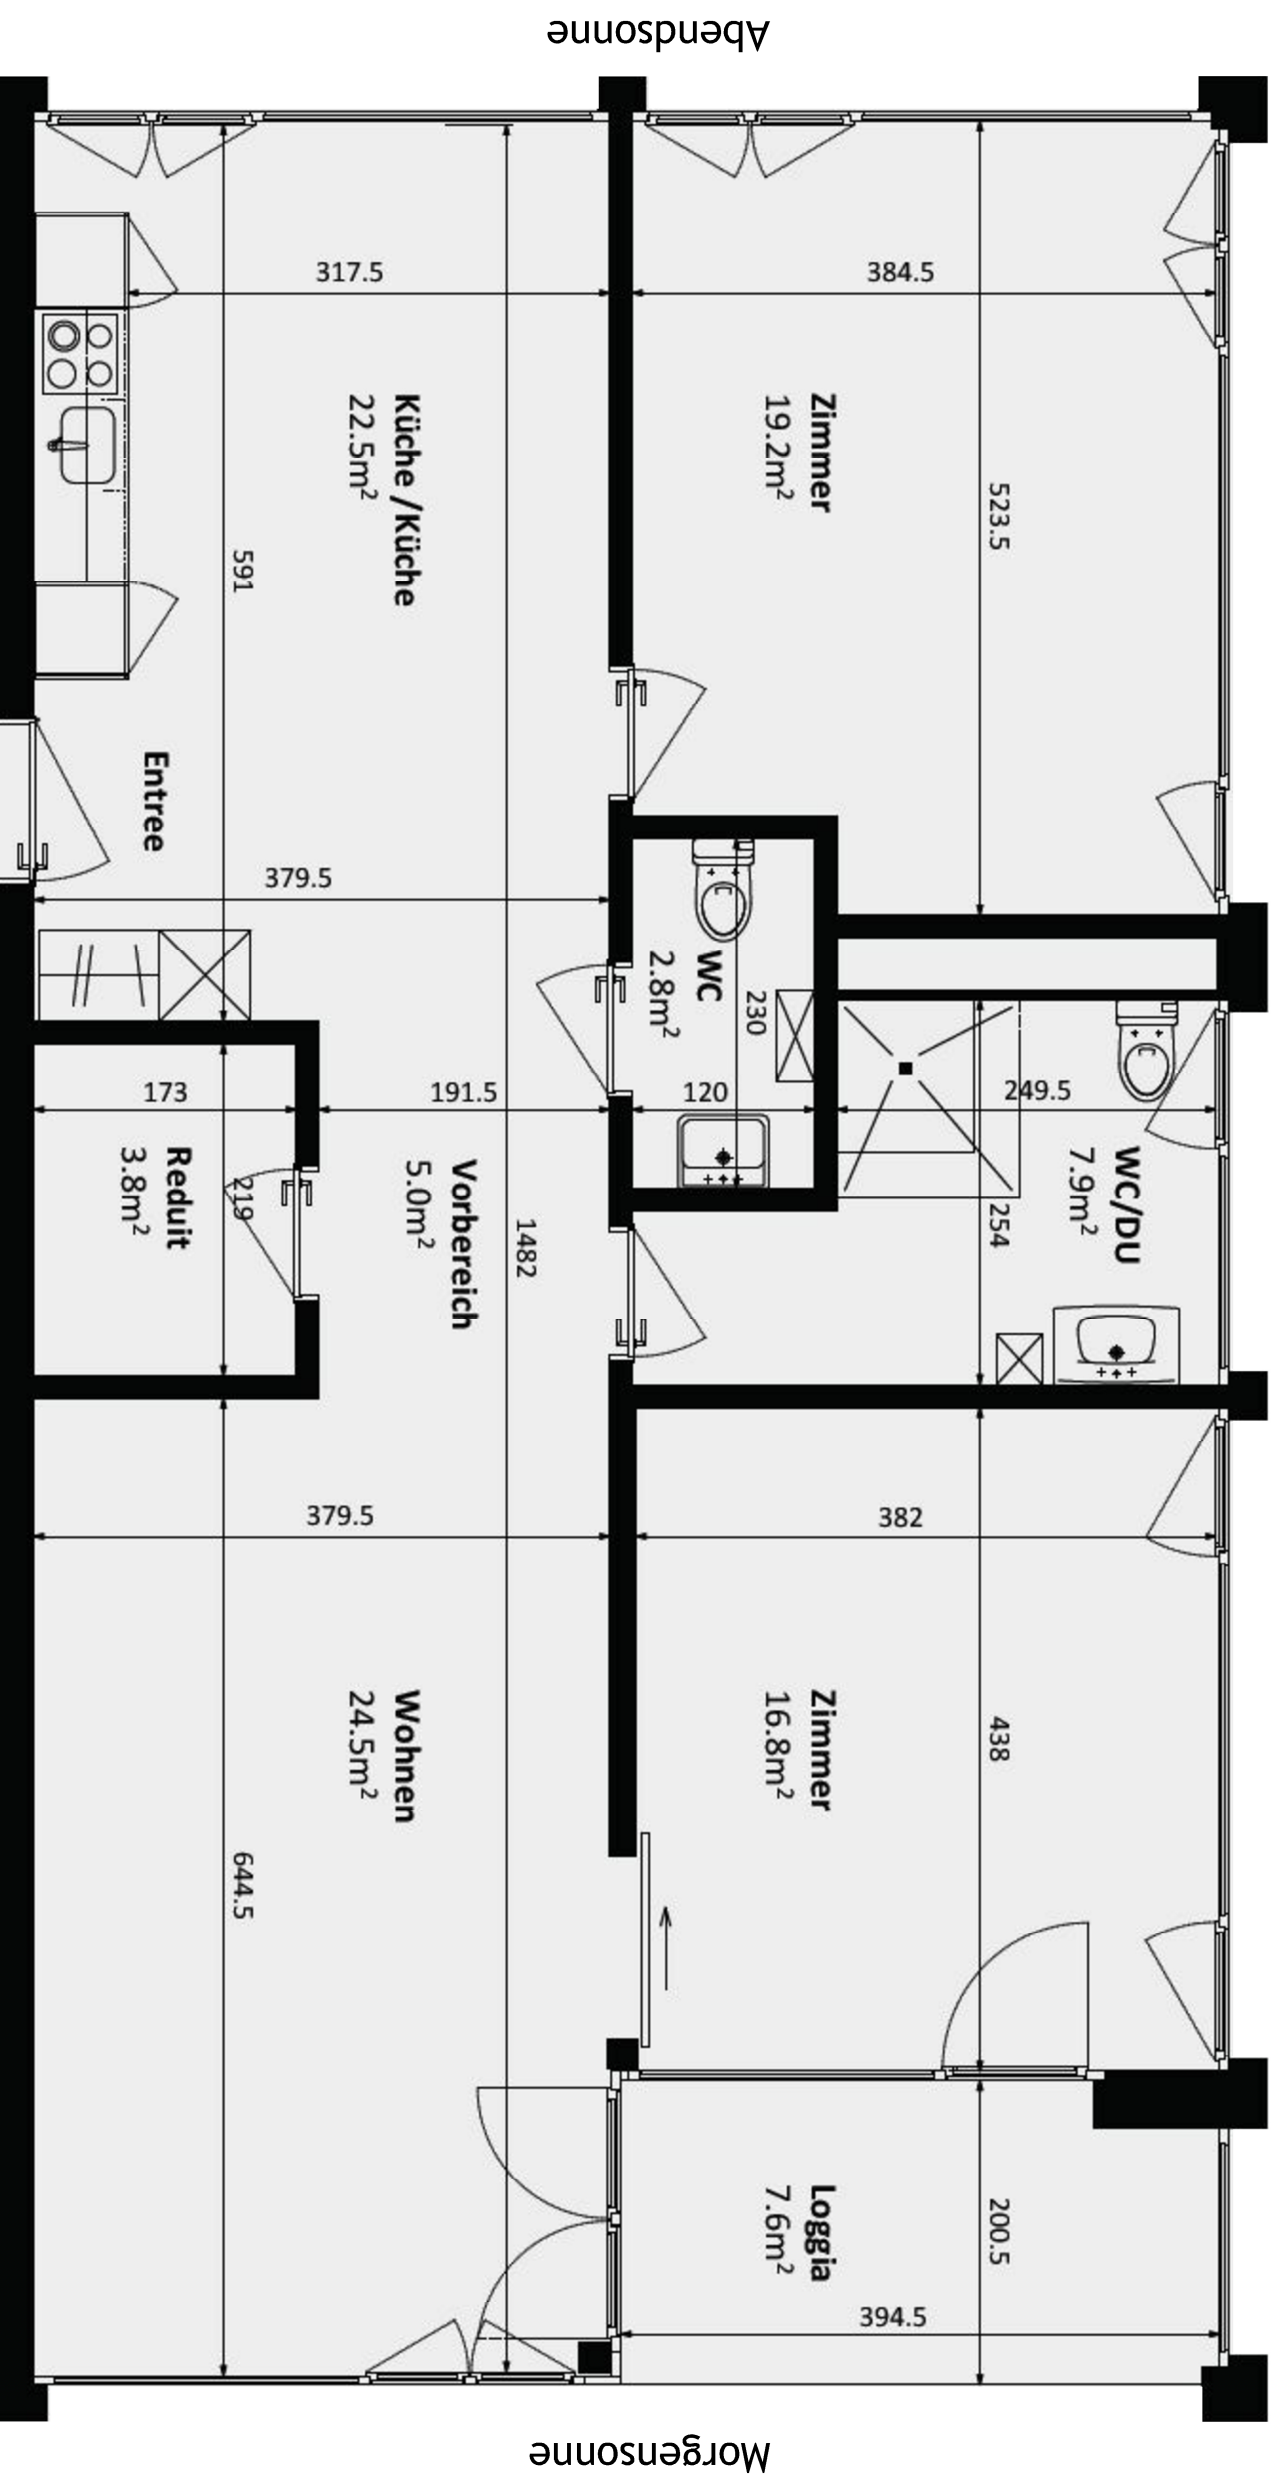 Abendsonne
317.5
384.5
Küche /Küche
22.5m²
Zimmer
19.2m²
523.5
591
Entree
379.5
WC
2.8m²
230
173
191.5
120
249.5
Reduit
3.8m²
219
Vorbereich
5.0m²
1482
WC/DU
7.9m²
254
379.5
382
Wohnen
24.5m²
Zimmer
16.8m²
438
644.5
Loggia
7.6m²
200.5
394.5
Morgensonne